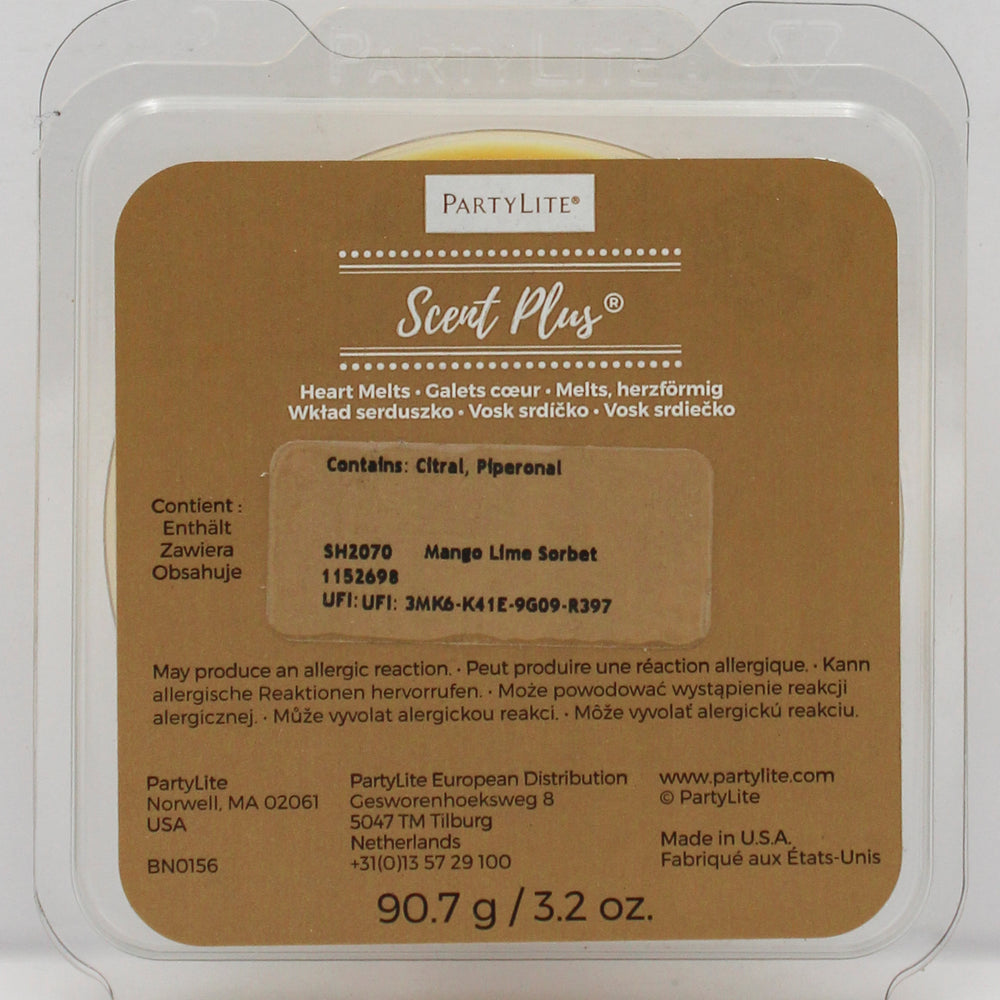 PARTYLITE
PARTYLITE®
Scent Plus®
Heart Melts • Galets cœur • Melts, herzförmig
Wkład serduszko • Vosk srdíčko • Vosk srdiečko
Contains: Citral, Piperonal
Contient :
Enthält
Zawiera
Obsahuje
SH2070 Mango Lime Sorbet
1152698
UFI: UFI: 3MK6-K41E-9G09-R397
May produce an allergic reaction. · Peut produire une réaction allergique. · Kann
allergische Reaktionen hervorrufen. · Może powodować wystąpienie reakcji
alergicznej. · Může vyvolat alergickou reakci. · Môže vyvolať alergickú reakciu.
PartyLite
Norwell, MA 02061
USA
BN0156
PartyLite European Distribution
Gesworenhoeksweg 8
5047 TM Tilburg
Netherlands
+31(0)13 57 29 100
www.partylite.com
© PartyLite
Made in U.S.A.
Fabriqué aux États-Unis
90.7 g / 3.2 oz.